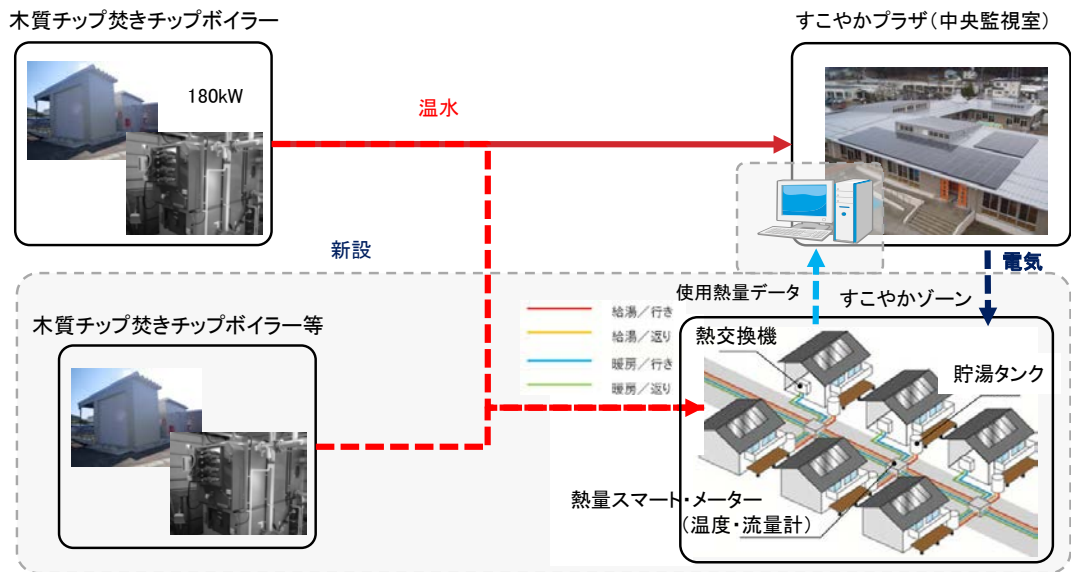 木質チップ焚きチップボイラー
すこやかプラザ(中央監視室)
180kW
温水
新設
電気
使用熱量データ
すこやかゾーン
木質チップ焚きチップボイラー等
給湯/行き
給湯/返り
暖房/行き
暖房/返り
熱交換機
貯湯タンク
熱量スマート・メーター
(温度・流量計)